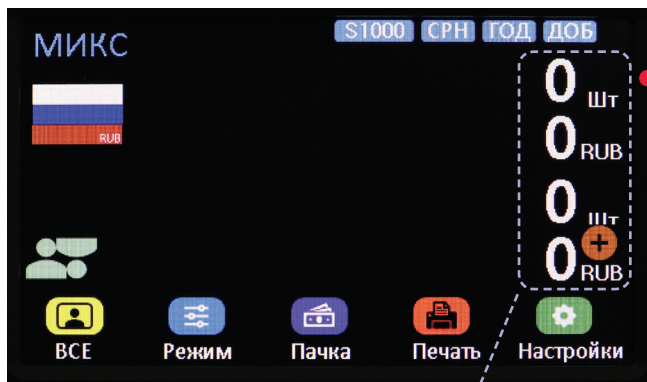 МИКС
S1000 СРН ГОД ДОБ
RUB
0 Шт
0 RUB
0 Шт
0 RUB
ВСЕ Режим Пачка Печать Настройки